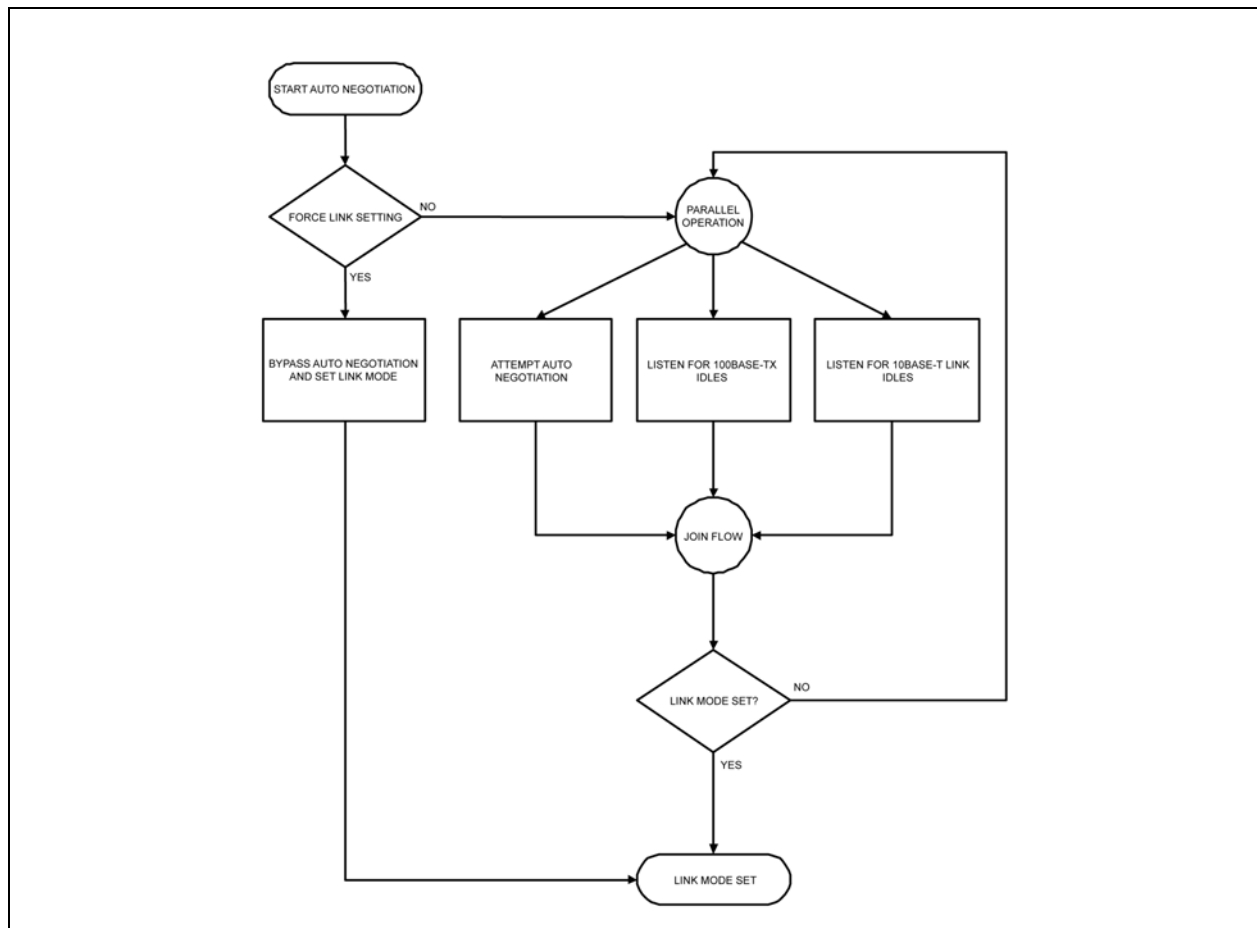 START AUTO NEGOTIATION
FORCE LINK SETTING
NO
PARALLEL
OPERATION
YES
BYPASS AUTO NEGOTIATION
AND SET LINK MODE
ATTEMPT AUTO
NEGOTIATION
LISTEN FOR 100BASE-TX
IDLES
LISTEN FOR 10BASE-T LINK
IDLES
JOIN FLOW
LINK MODE SET?
NO
YES
LINK MODE SET